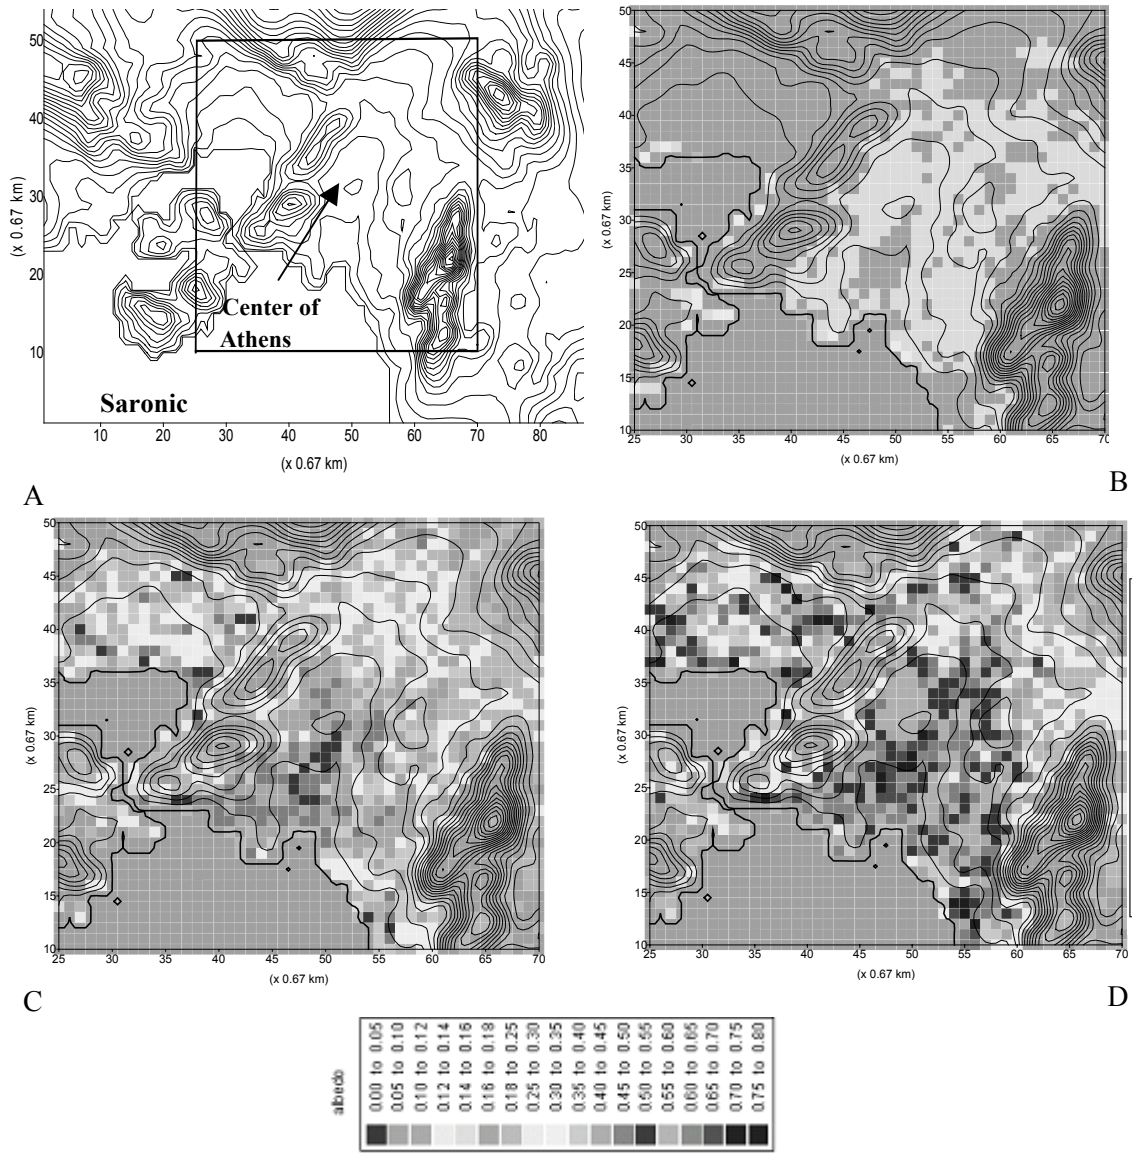 50
40
30
20
10
(x 0.67 km)
Center of
Athens
Saronic
10 20 30 40 50 60 70 80
(x 0.67 km)
A
50
45
40
35
30
25
20
15
10
(x 0.67 km)
25 30 35 40 45 50 55 60 65 70
(x 0.67 km)
B
50
45
40
35
30
25
20
15
10
(x 0.67 km)
25 30 35 40 45 50 55 60 65 70
(x 0.67 km)
C
50
45
40
35
30
25
20
15
10
(x 0.67 km)
25 30 35 40 45 50 55 60 65 70
(x 0.67 km)
D
albedo
0.00 to 0.05
0.05 to 0.10
0.10 to 0.12
0.12 to 0.14
0.14 to 0.16
0.16 to 0.18
0.18 to 0.25
0.25 to 0.30
0.30 to 0.35
0.35 to 0.40
0.40 to 0.45
0.45 to 0.50
0.50 to 0.55
0.55 to 0.60
0.60 to 0.65
0.65 to 0.70
0.70 to 0.75
0.75 to 0.80